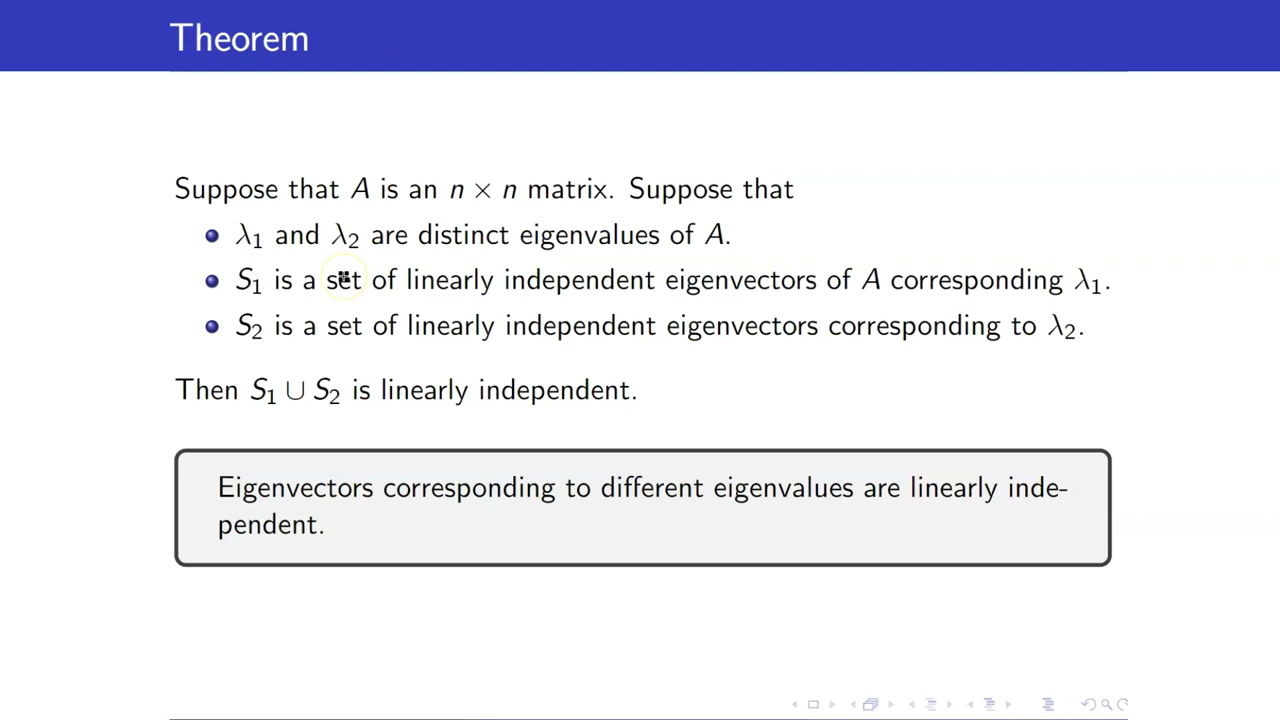 Theorem
Suppose that A is an n × n matrix. Suppose that
λ₁ and λ₂ are distinct eigenvalues of A.
S₁ is a set of linearly independent eigenvectors of A corresponding λ₁.
S₂ is a set of linearly independent eigenvectors corresponding to λ₂.
Then S₁ ∪ S₂ is linearly independent.
Eigenvectors corresponding to different eigenvalues are linearly inde-
pendent.